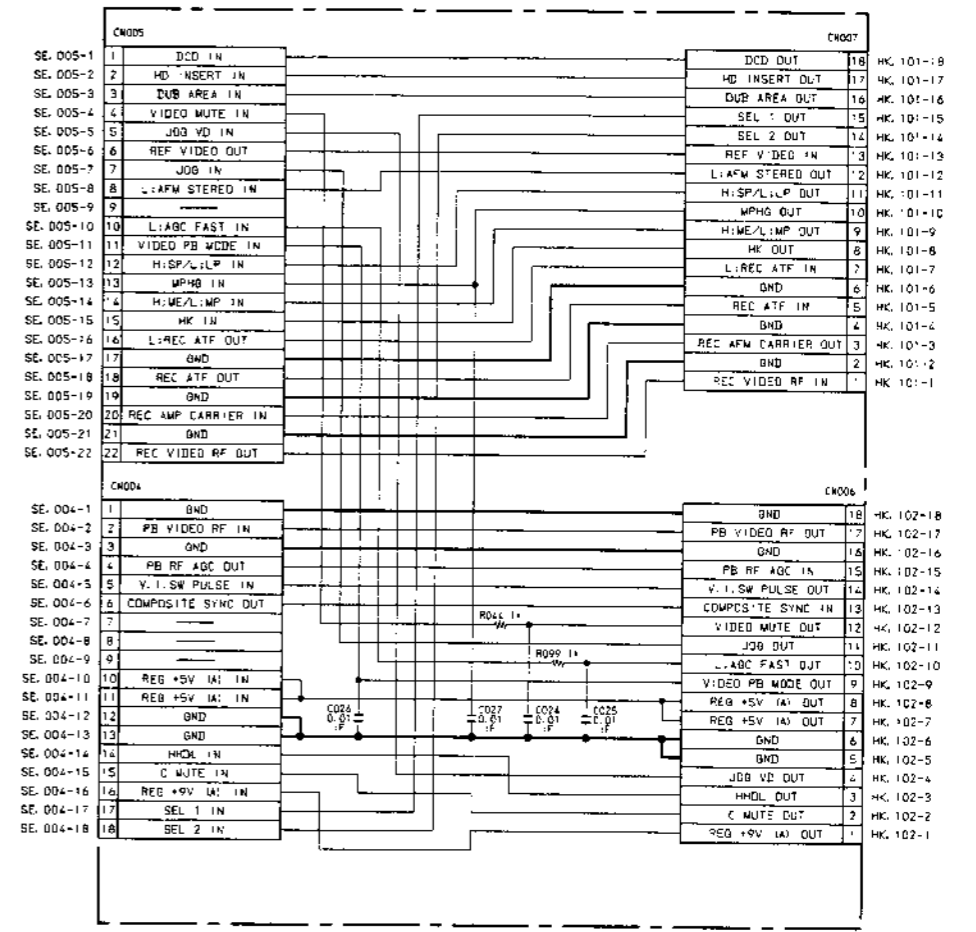 CN005
SE. 005-1 1 DCD IN
SE. 005-2 2 HD INSERT IN
SE. 005-3 3 DUB AREA IN
SE. 005-4 4 VIDEO MUTE IN
SE. 005-5 5 JOG VD IN
SE. 005-6 6 REF VIDEO OUT
SE. 005-7 7 JOG IN
SE. 005-8 8 L:AFM STEREO IN
SE. 005-9 9
SE. 005-10 10 L:AGC FAST IN
SE. 005-11 11 VIDEO PB MODE IN
SE. 005-12 12 H:SP/L:LP IN
SE. 005-13 13 MPHG IN
SE. 005-14 14 H:ME/L:MP IN
SE. 005-15 15 HK IN
SE. 005-16 16 L:REC ATF OUT
SE. 005-17 17 GND
SE. 005-18 18 REC ATF OUT
SE. 005-19 19 GND
SE. 005-20 20 REC AMP CARRIER IN
SE. 005-21 21 GND
SE. 005-22 22 REC VIDEO RF OUT
CN007
DCD OUT 18 HK. 101-18
HD INSERT OUT 17 HK. 101-17
DUB AREA OUT 16 HK. 101-16
SEL 1 OUT 15 HK. 101-15
SEL 2 OUT 14 HK. 101-14
REF VIDEO IN 13 HK. 101-13
L:AFM STEREO OUT 12 HK. 101-12
H:SP/L:LP OUT 11 HK. 101-11
MPHG OUT 10 HK. 101-10
H:ME/L:MP OUT 9 HK. 101-9
HK OUT 8 HK. 101-8
L:REC ATF IN 7 HK. 101-7
GND 6 HK. 101-6
REC ATF IN 5 HK. 101-5
GND 4 HK. 101-4
REC AFM CARRIER OUT 3 HK. 101-3
GND 2 HK. 101-2
REC VIDEO RF IN 1 HK. 101-1
CN004
SE. 004-1 1 GND
SE. 004-2 2 PB VIDEO RF IN
SE. 004-3 3 GND
SE. 004-4 4 PB RF AGC OUT
SE. 004-5 5 V.I.SW PULSE IN
SE. 004-6 6 COMPOSITE SYNC OUT
SE. 004-7 7
SE. 004-8 8
SE. 004-9 9
SE. 004-10 10 REG +5V (A) IN
SE. 004-11 11 REG +5V (A) IN
SE. 004-12 12 GND
SE. 004-13 13 GND
SE. 004-14 14 HHOL IN
SE. 004-15 15 C MUTE IN
SE. 004-16 16 REG +9V (A) IN
SE. 004-17 17 SEL 1 IN
SE. 004-18 18 SEL 2 IN
R044 1k
R099 1k
C026 0.01
C027 0.01
C024 0.01
C025 0.01
CN006
GND 18 HK. 102-18
PB VIDEO RF OUT 17 HK. 102-17
GND 16 HK. 102-16
PB RF AGC IN 15 HK. 102-15
V.I.SW PULSE OUT 14 HK. 102-14
COMPOSITE SYNC IN 13 HK. 102-13
VIDEO MUTE OUT 12 HK. 102-12
JOG OUT 11 HK. 102-11
L:AGC FAST OUT 10 HK. 102-10
VIDEO PB MODE OUT 9 HK. 102-9
REG +5V (A) OUT 8 HK. 102-8
REG +5V (A) OUT 7 HK. 102-7
GND 6 HK. 102-6
GND 5 HK. 102-5
JOG VD OUT 4 HK. 102-4
HHOL OUT 3 HK. 102-3
C MUTE OUT 2 HK. 102-2
REG +9V (A) OUT 1 HK. 102-1